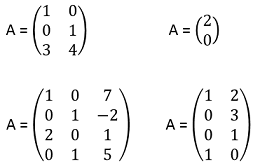 A = (1 0
0 1
3 4)
A = (2
0)
A = (1 0 7
0 1 −2
2 0 1
0 1 5)
A = (1 2
0 3
0 1
1 0)